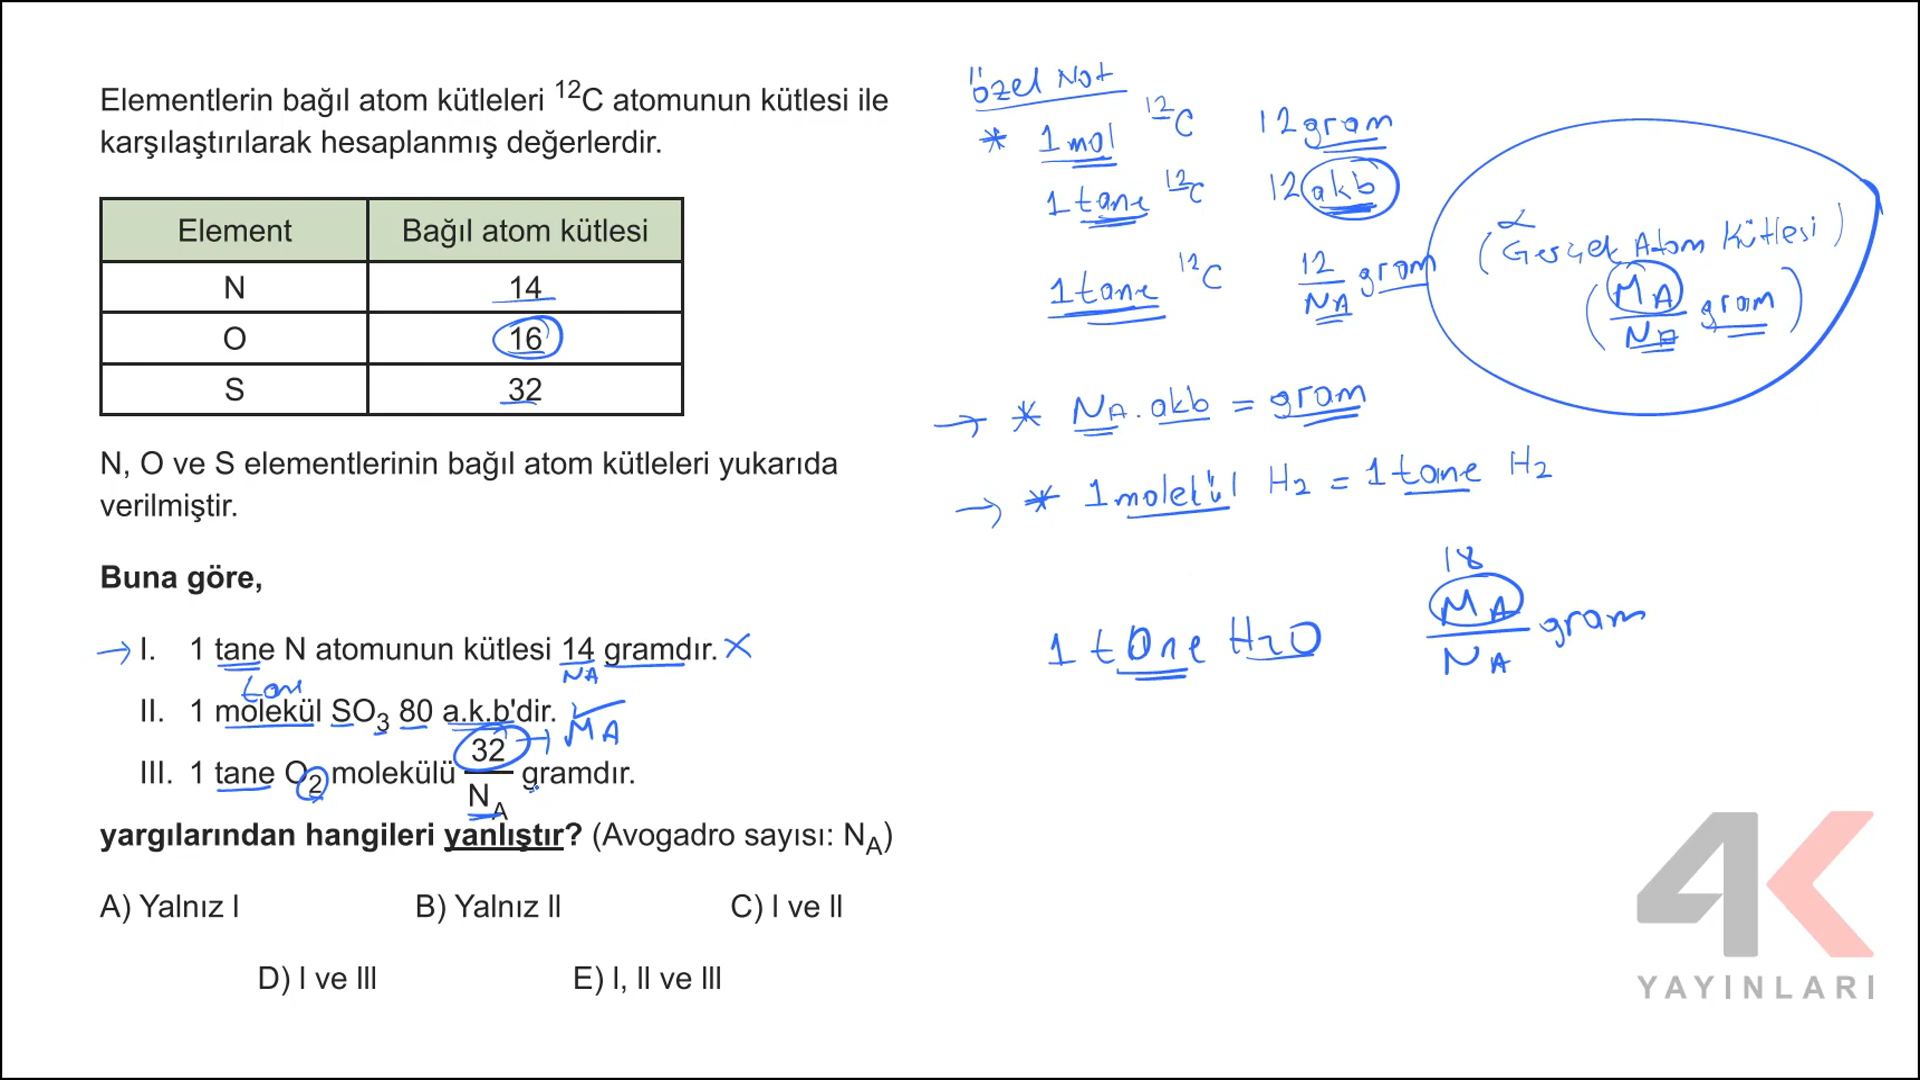 Elementlerin bağıl atom kütleleri ¹²C atomunun kütlesi ile
karşılaştırılarak hesaplanmış değerlerdir.
Element Bağıl atom kütlesi
N 14
O 16
S 32
N, O ve S elementlerinin bağıl atom kütleleri yukarıda
verilmiştir.
Buna göre,
→ I. 1 tane N atomunun kütlesi 14 gramdır. X
NA
tane
II. 1 molekül SO₃ 80 a.k.b'dir. ✓
32 → MA
III. 1 tane O₂ molekülü gramdır.
N_A
yargılarından hangileri yanlıştır? (Avogadro sayısı: N_A)
A) Yalnız I B) Yalnız II C) I ve II
D) I ve III E) I, II ve III
özel Not
* 1 mol ¹²C 12 gram
1 tane ¹²C 12 akb
1 tane ¹²C 12/NA gram
(Gerçek Atom Kütlesi)
(MA/NA gram)
→ * NA . akb = gram
→ * 1 molekül H₂ = 1 tane H₂
18
1 tane H₂O MA/NA gram
4K
YAYINLARI